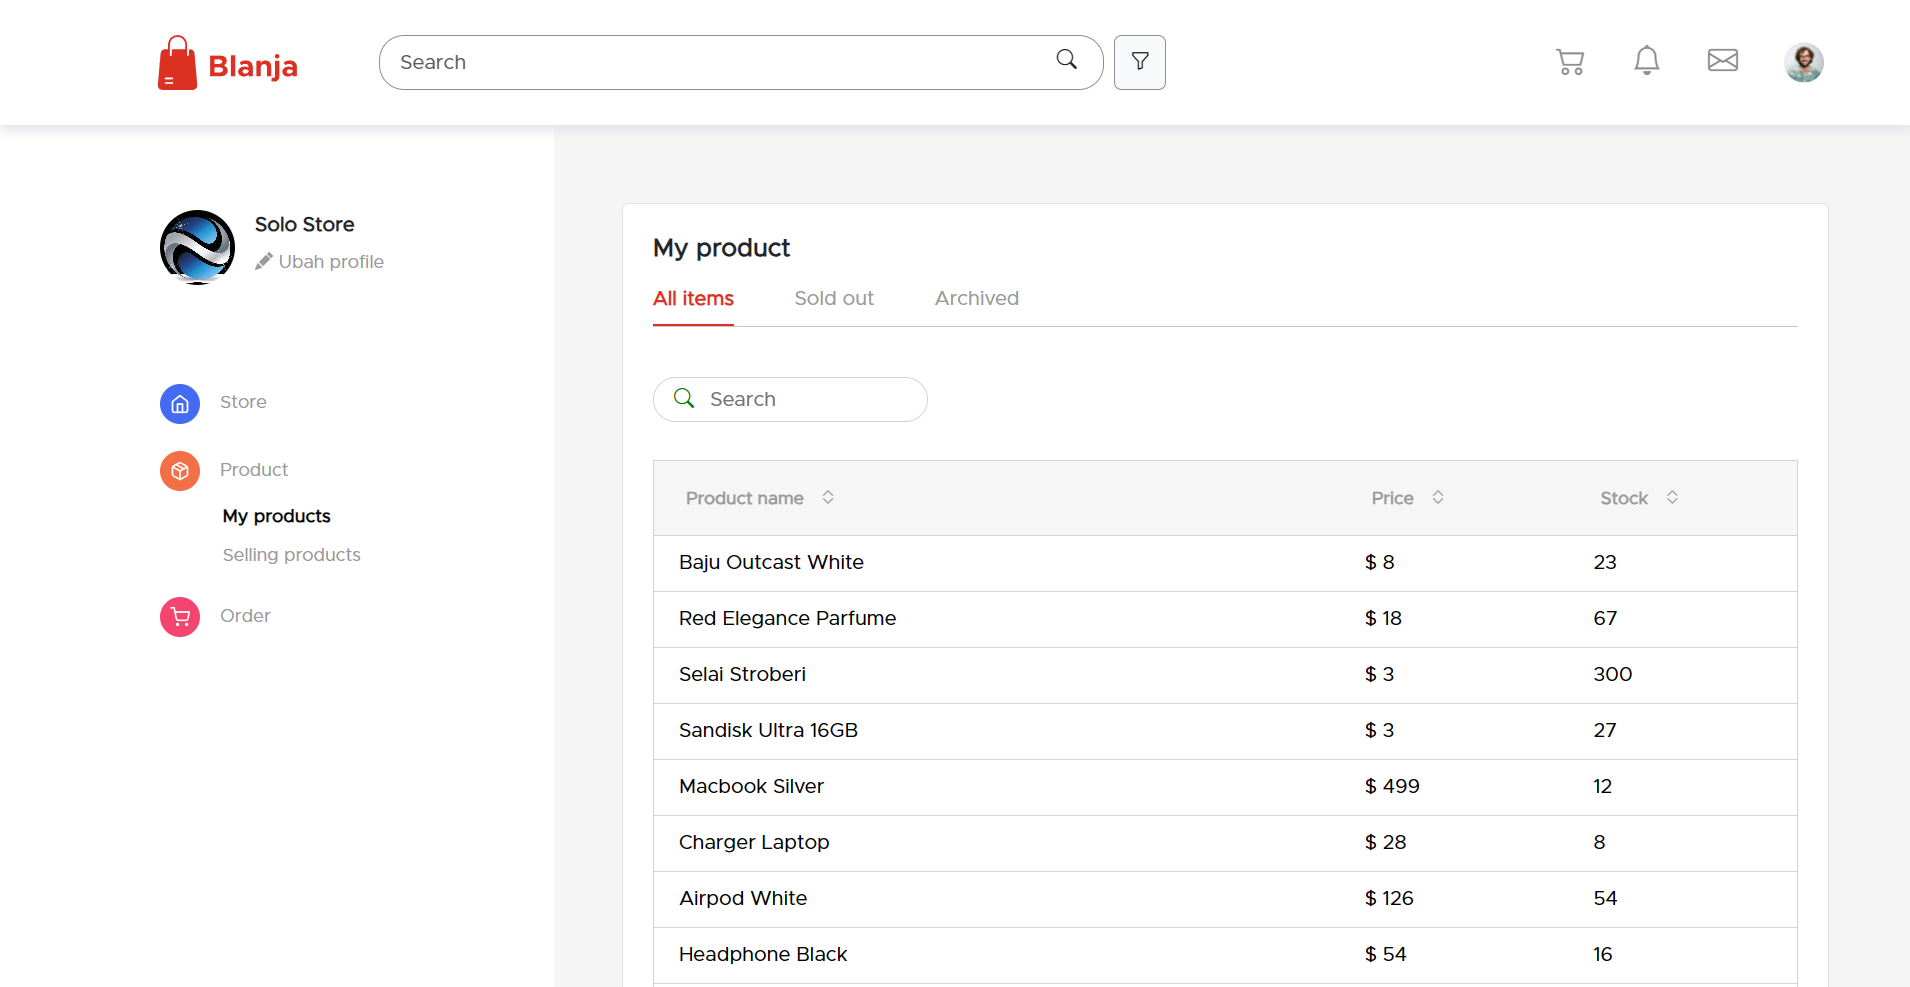 Blanja
Search
Solo Store
Ubah profile
Store
Product
My products
Selling products
Order
My product
All items Sold out Archived
Search
Product name Price Stock
Baju Outcast White $ 8 23
Red Elegance Parfume $ 18 67
Selai Stroberi $ 3 300
Sandisk Ultra 16GB $ 3 27
Macbook Silver $ 499 12
Charger Laptop $ 28 8
Airpod White $ 126 54
Headphone Black $ 54 16